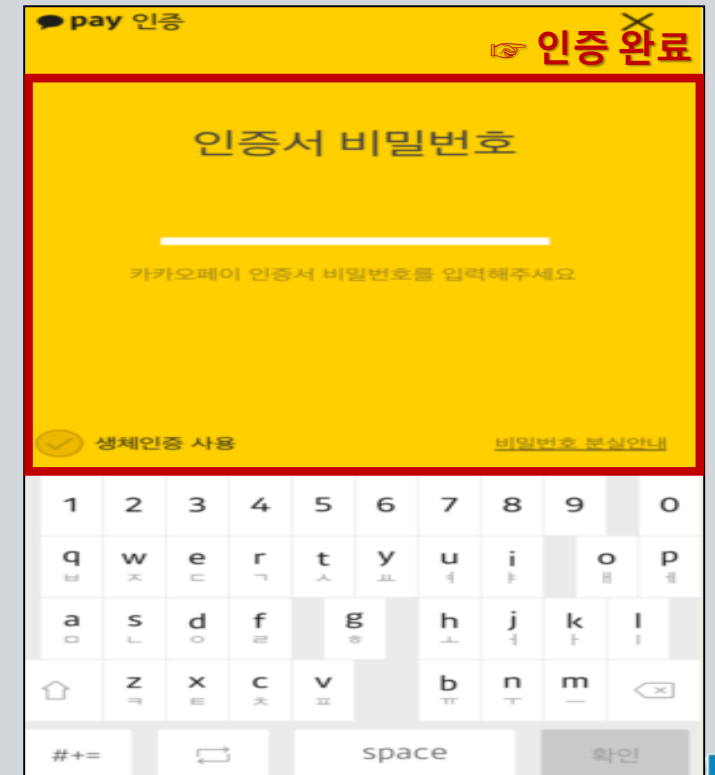 pay 인증
☞ 인증 완료
인증서 비밀번호
카카오페이 인증서 비밀번호를 입력해주세요
생체인증 사용 비밀번호 분실안내
1 2 3 4 5 6 7 8 9 0
q w e r t y u i o p
ㅂ ㅈ ㄷ ㄱ ㅅ ㅛ ㅕ ㅑ ㅐ ㅔ
a s d f g h j k l
ㅁ ㄴ ㅇ ㄹ ㅎ ㅗ ㅓ ㅏ ㅣ
z x c v b n m
ㅋ ㅌ ㅊ ㅍ ㅠ ㅜ ㅡ
#+= space 확인